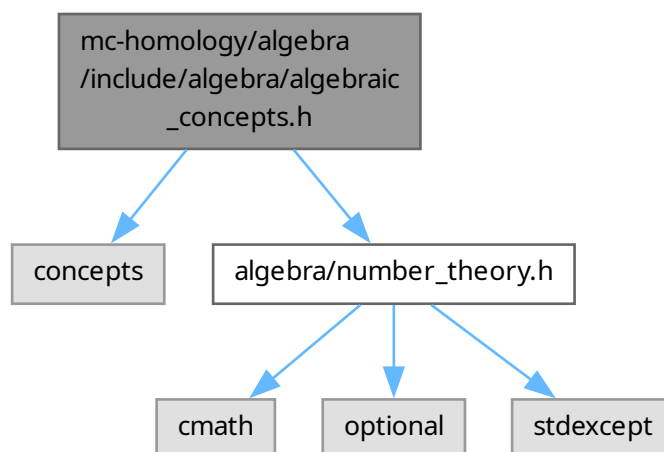 mc-homology/algebra
/include/algebra/algebraic
_concepts.h
concepts
algebra/number_theory.h
cmath
optional
stdexcept